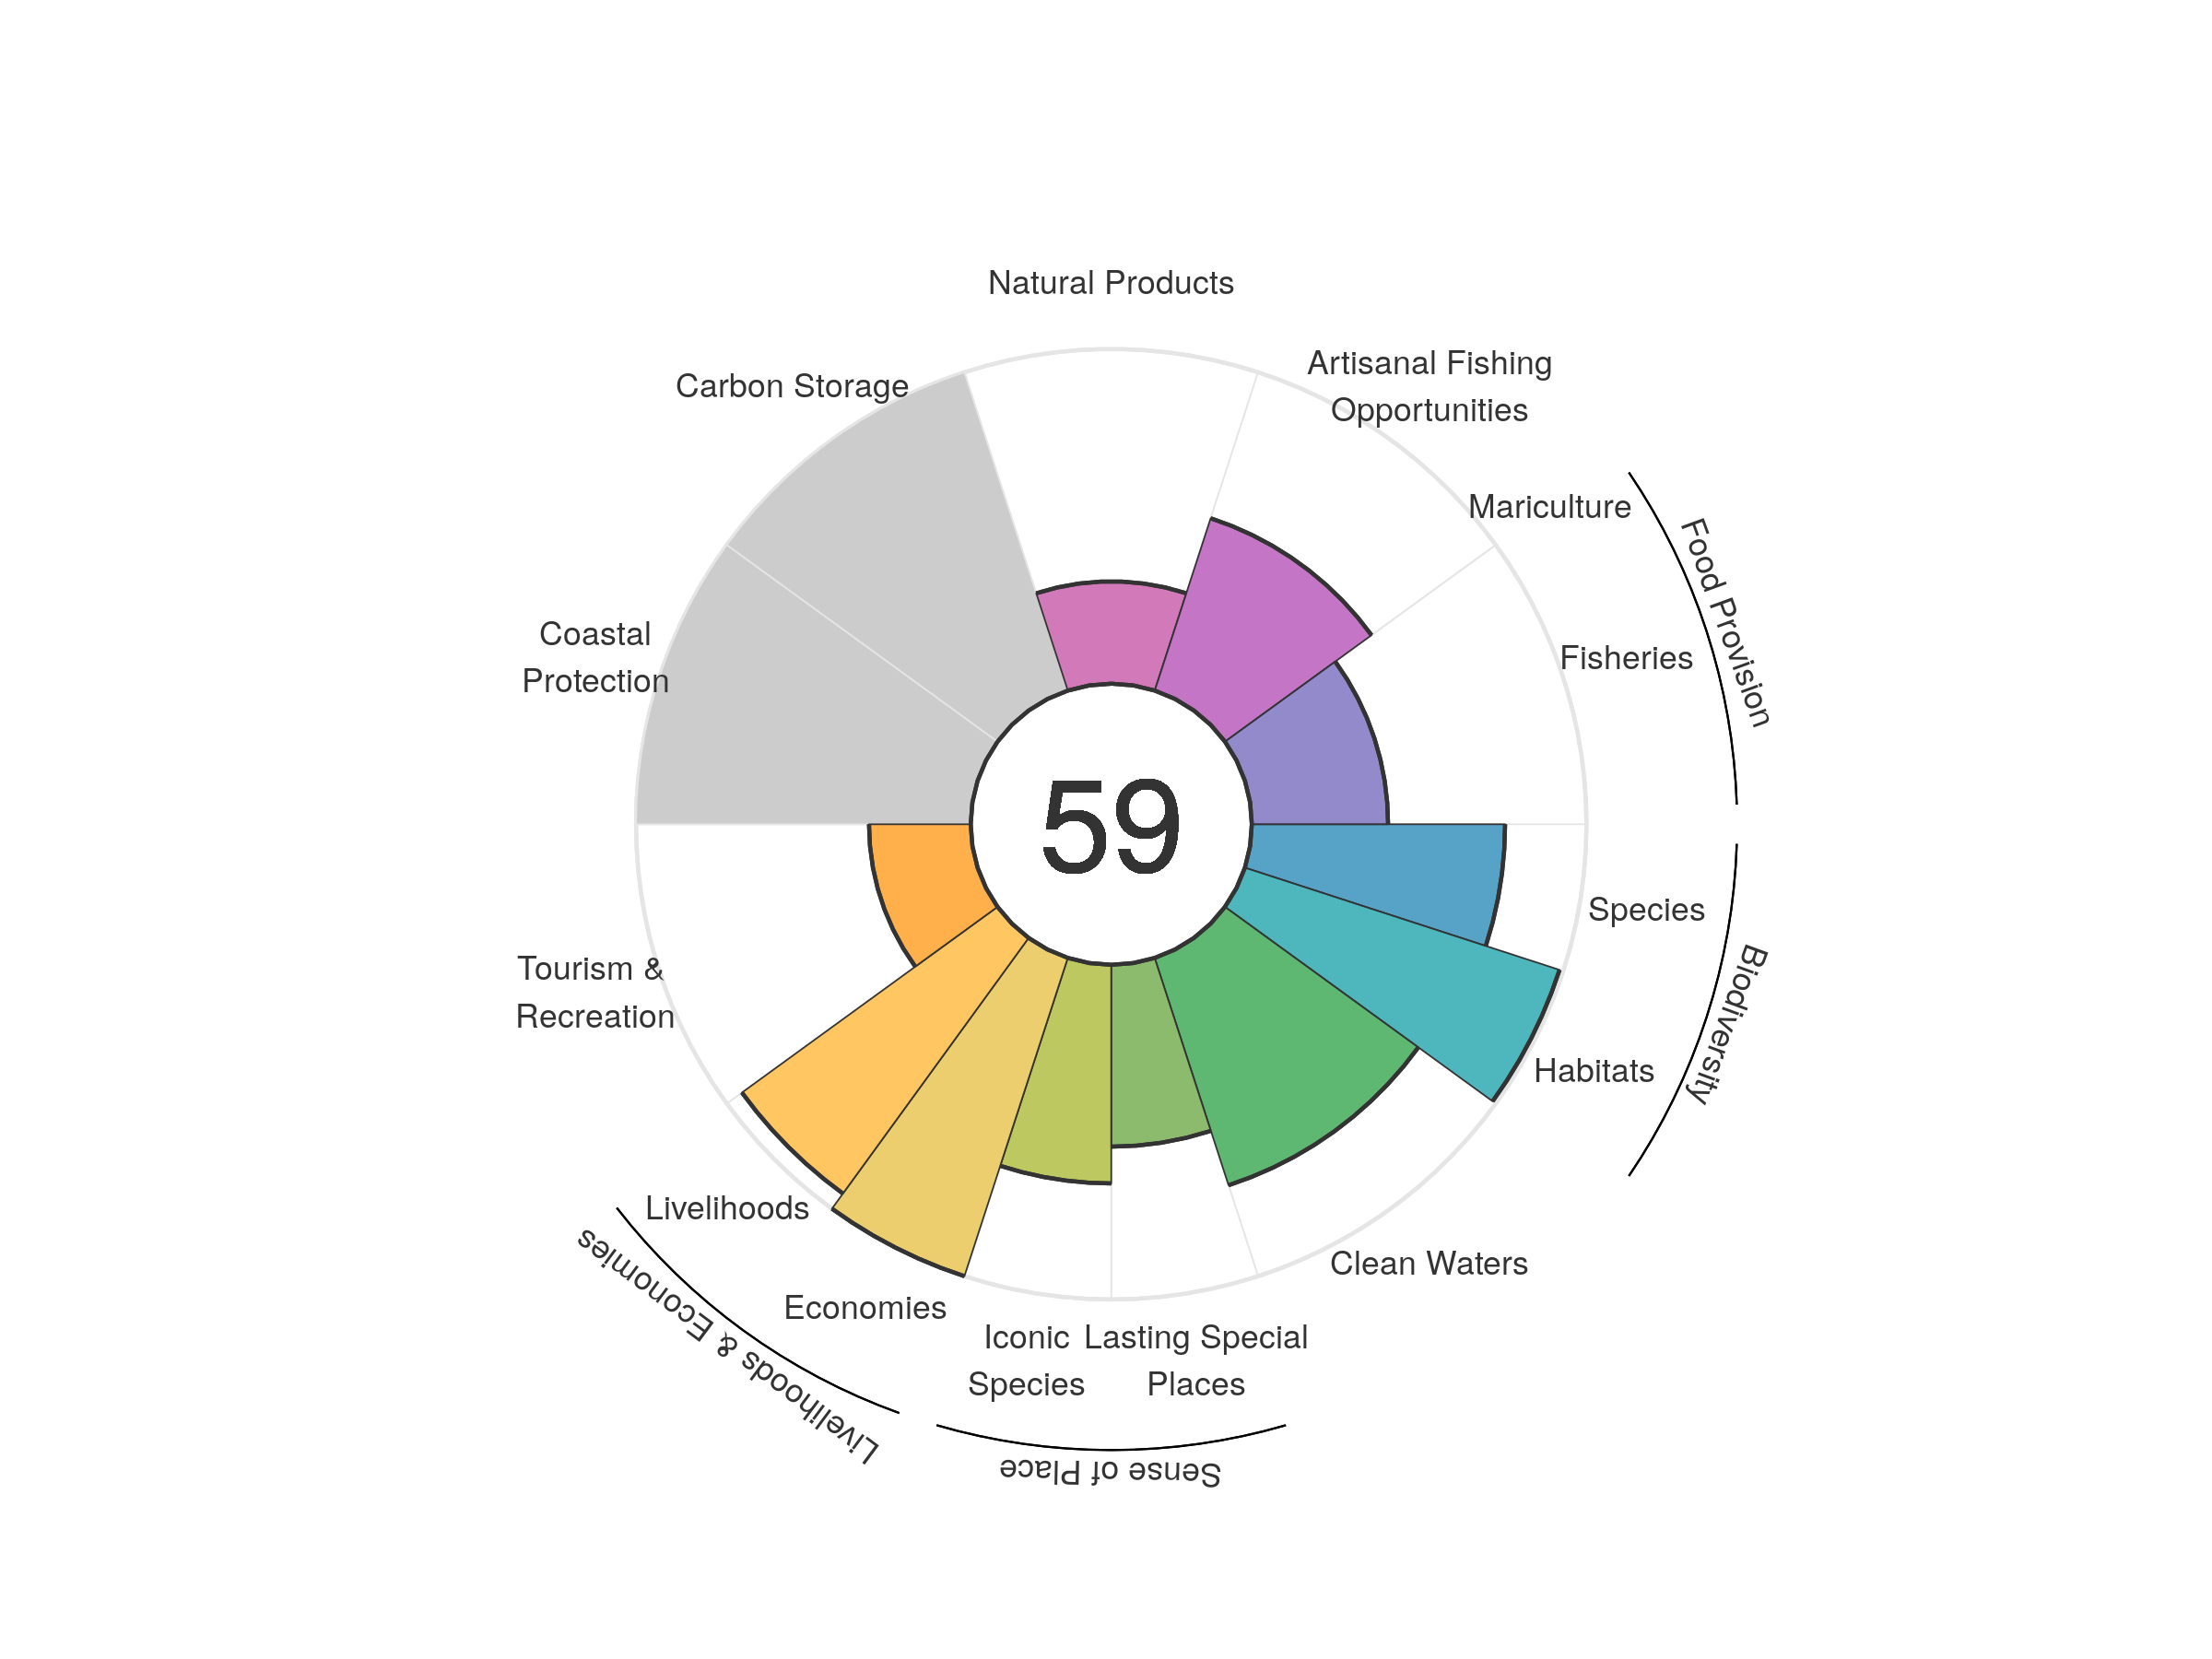 Natural Products
Artisanal Fishing
Opportunities
Carbon Storage
Mariculture
Food Provision
Fisheries
Coastal
Protection
59
Species
Biodiversity
Habitats
Tourism &
Recreation
Livelihoods
Livelihoods & Economies
Clean Waters
Economies
Iconic
Species
Lasting Special
Places
Sense of Place